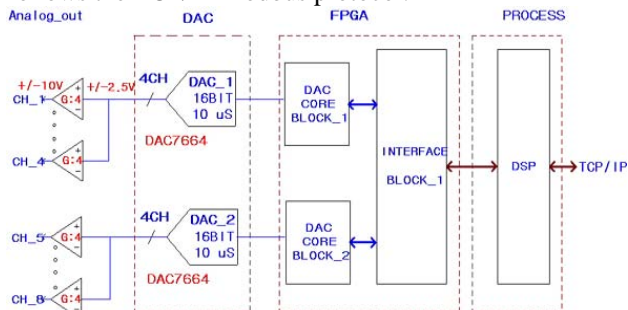 Analog_out DAC FPGA PROCESS
+/-10V
+/-2.5V
4CH
DAC_1
16BIT
10 uS
DAC7664
CH_1
G:4
CH_4
G:4
DAC
CORE
BLOCK_1
INTERFACE
BLOCK_1
DSP
TCP/IP
4CH
DAC_2
16BIT
10 uS
DAC7664
CH_5
G:4
G:4
DAC
CORE
BLOCK_2